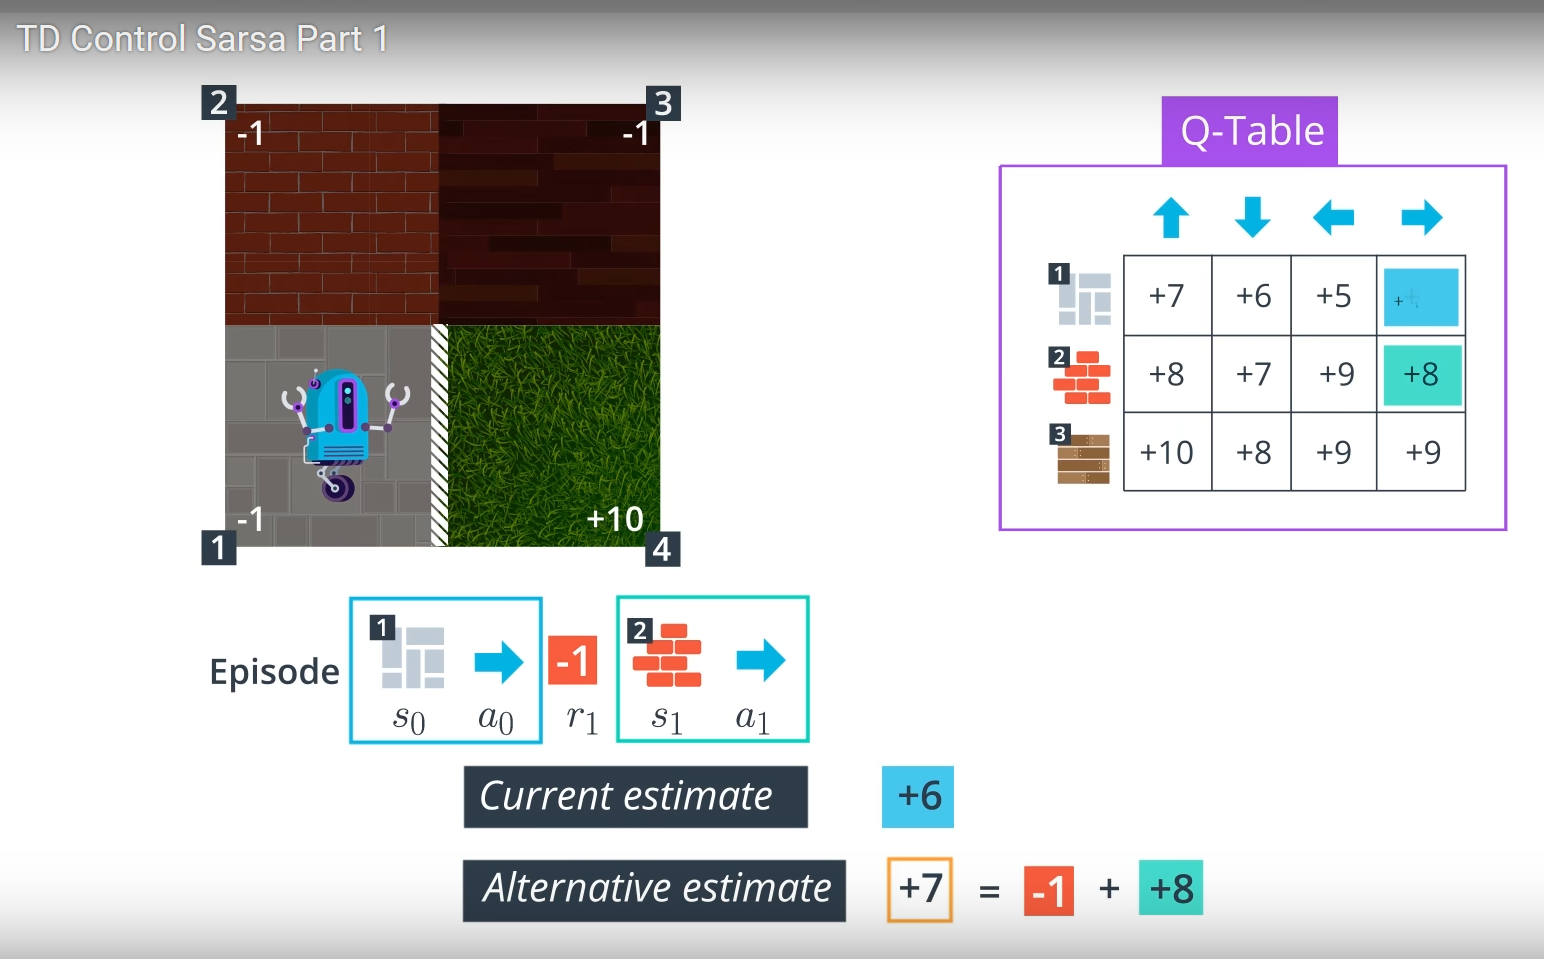 TD Control Sarsa Part 1
2
-1
3
-1
1
-1
4
+10
Q-Table
1 +7 +6 +5
2 +8 +7 +9 +8
3 +10 +8 +9 +9
Episode
1
-1
2
s0 a0 r1 s1 a1
Current estimate +6
Alternative estimate +7 = -1 + +8